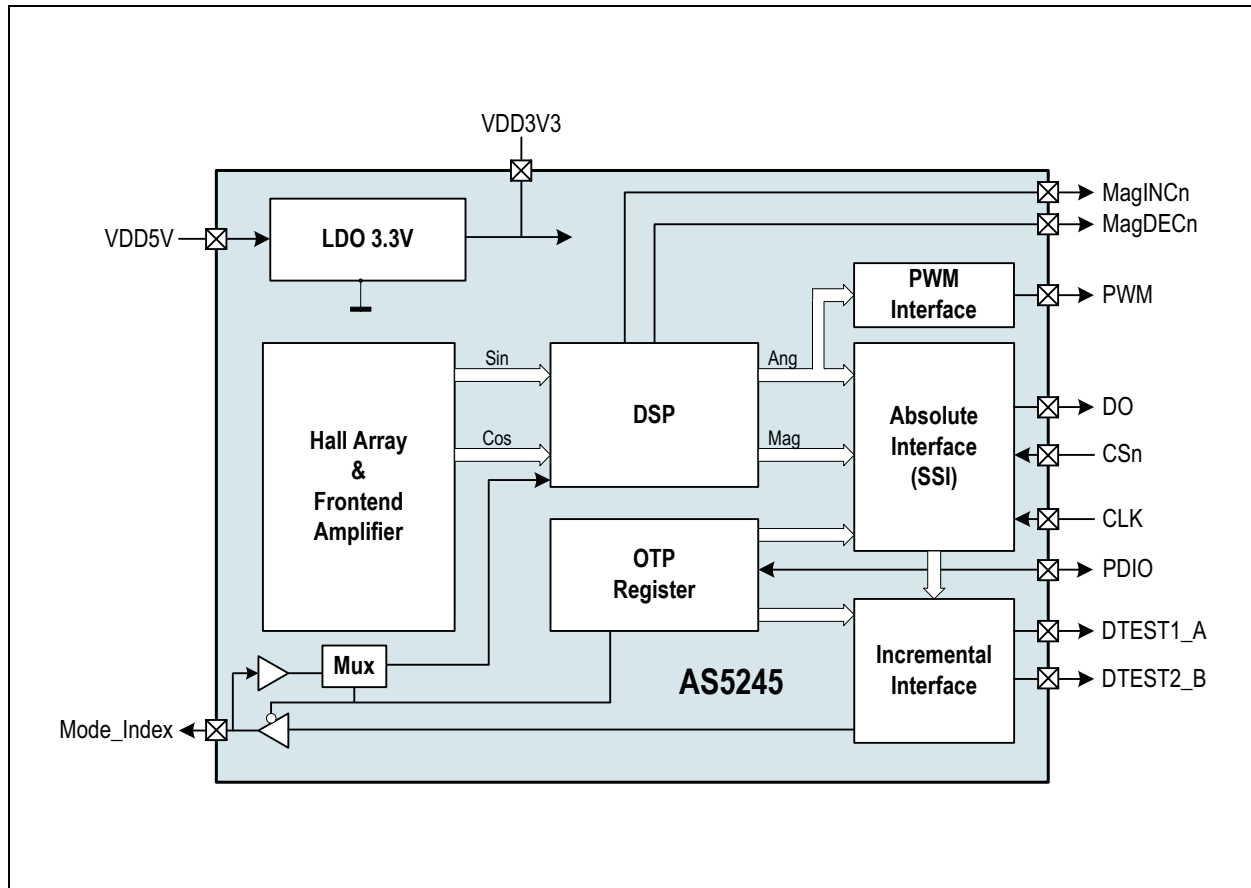 VDD3V3
MagINCn
MagDECn
VDD5V
LDO 3.3V
PWM
Interface
PWM
Sin
Ang
Hall Array
&
Frontend
Amplifier
DSP
Cos
Mag
Absolute
Interface
(SSI)
DO
CSn
CLK
OTP
Register
PDIO
Mux
AS5245
Incremental
Interface
DTEST1_A
DTEST2_B
Mode_Index